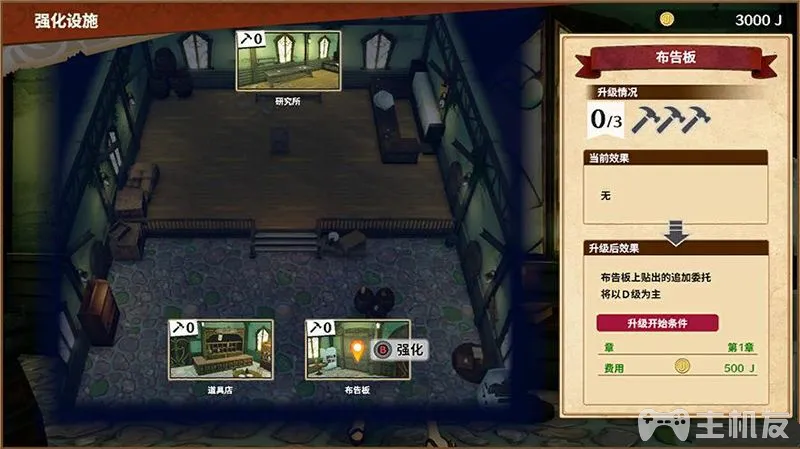 强化设施
3000 J
0
研究所
0
道具店
0
B 强化
布告板
布告板
升级情况
0/3
当前效果
无
升级后效果
布告板上贴出的追加委托
将以D级为主
升级开始条件
章 第1章
费用 500 J
主机友